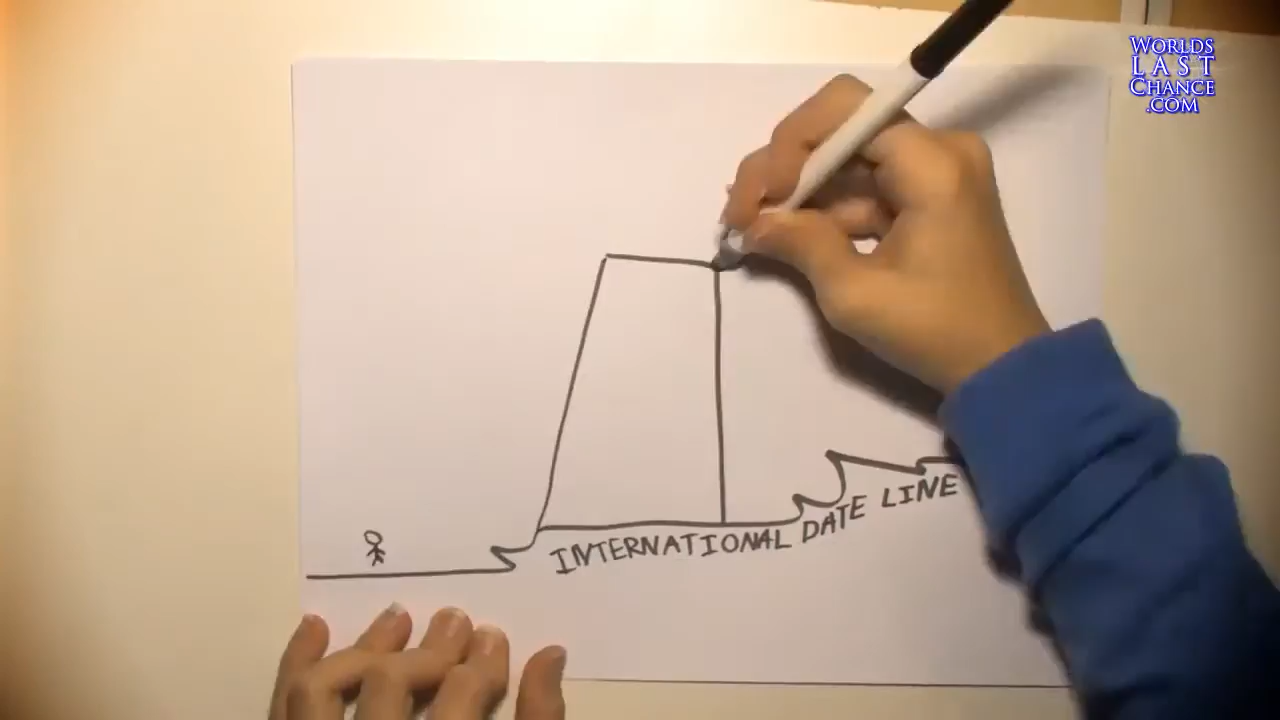 WORLDS
LAST
CHANCE
.COM
INTERNATIONAL DATE LINE